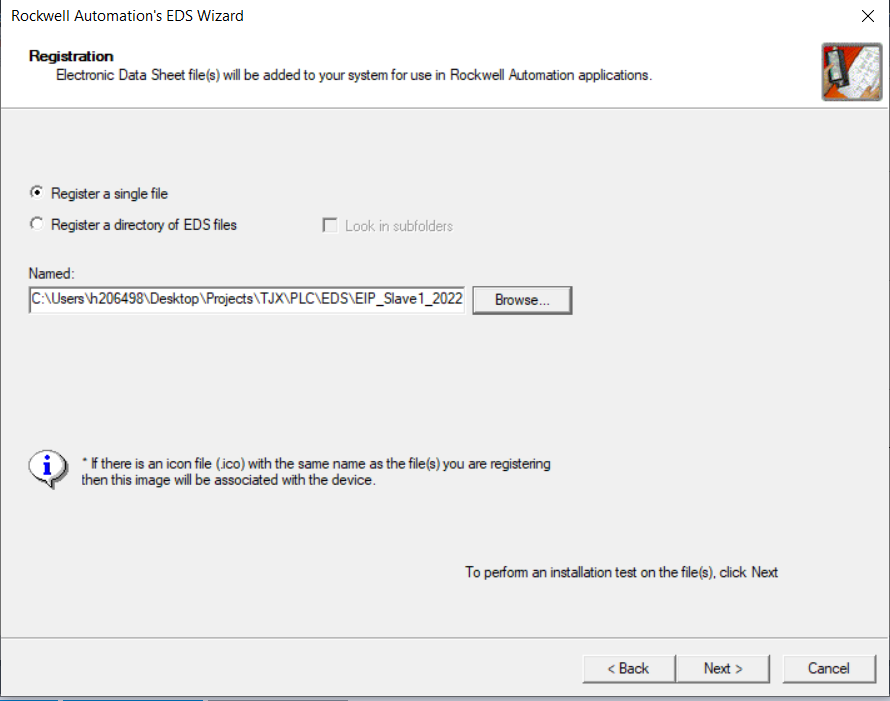 Rockwell Automation's EDS Wizard
Registration
Electronic Data Sheet file(s) will be added to your system for use in Rockwell Automation applications.
Register a single file
Register a directory of EDS files
Look in subfolders
Named:
C:\Users\h206498\Desktop\Projects\TJX\PLC\EDS\EIP_Slave1_2022
Browse...
* If there is an icon file (.ico) with the same name as the file(s) you are registering
then this image will be associated with the device.
To perform an installation test on the file(s), click Next
< Back
Next >
Cancel